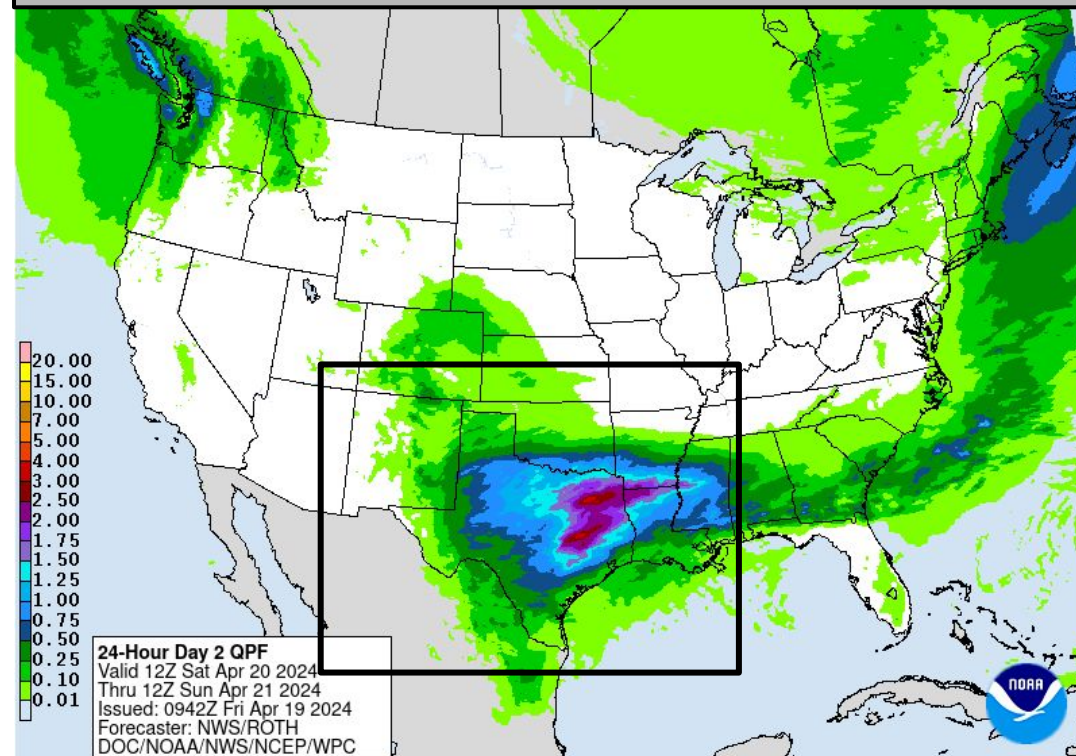 20.00
15.00
10.00
7.00
5.00
4.00
3.00
2.50
2.00
1.75
1.50
1.25
1.00
0.75
0.50
0.25
0.10
0.01
24-Hour Day 2 QPF
Valid 12Z Sat Apr 20 2024
Thru 12Z Sun Apr 21 2024
Issued: 0942Z Fri Apr 19 2024
Forecaster: NWS/ROTH
DOC/NOAA/NWS/NCEP/WPC
NOAA